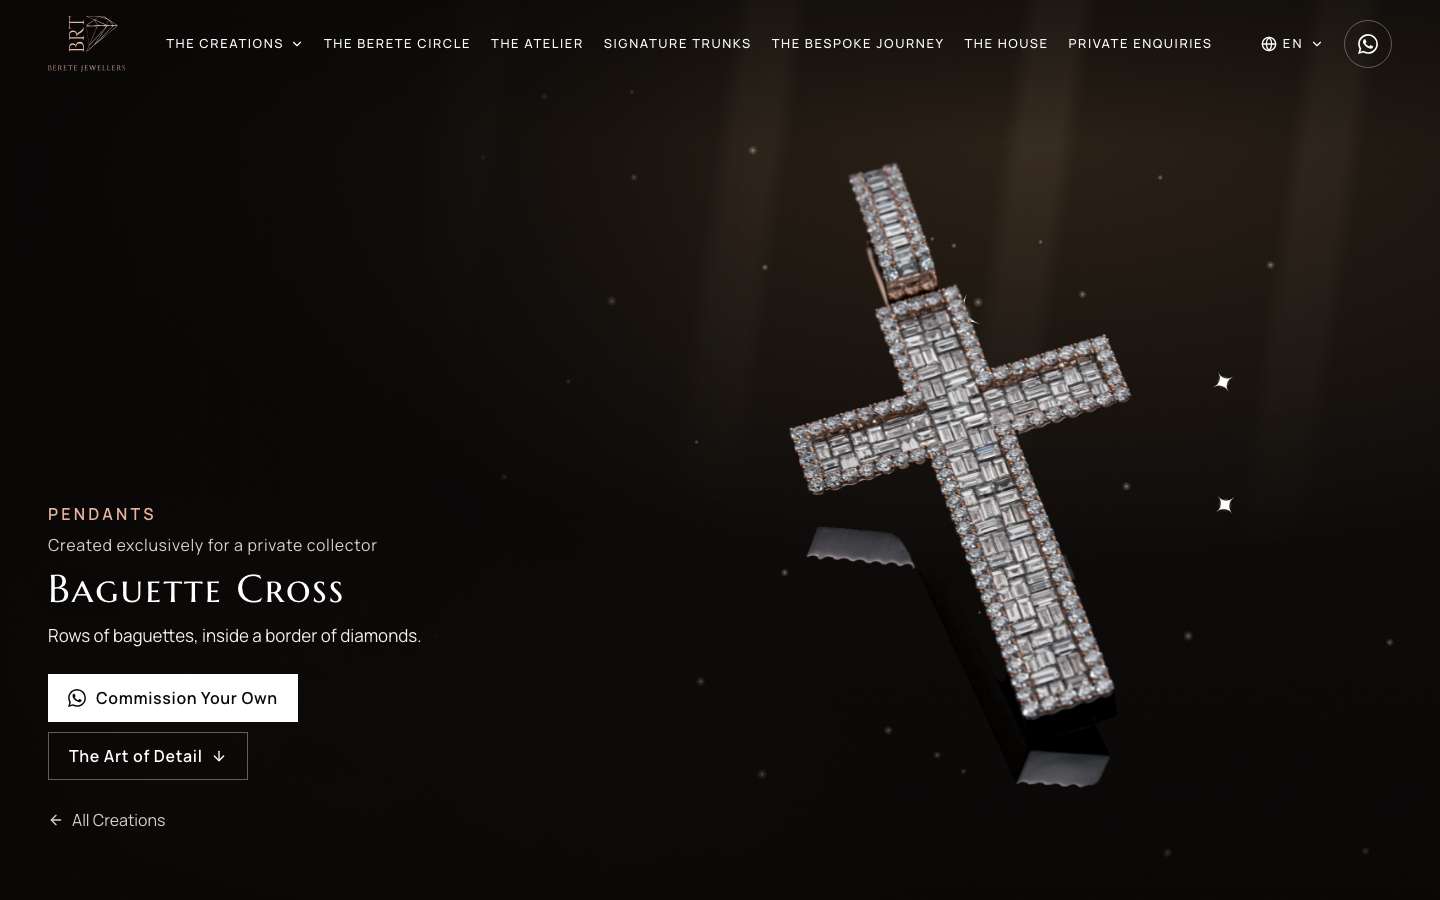 BRT
BERETE JEWELLERS
THE CREATIONS
THE BERETE CIRCLE
THE ATELIER
SIGNATURE TRUNKS
THE BESPOKE JOURNEY
THE HOUSE
PRIVATE ENQUIRIES
EN
PENDANTS
Created exclusively for a private collector
Baguette Cross
Rows of baguettes, inside a border of diamonds.
Commission Your Own
The Art of Detail
All Creations